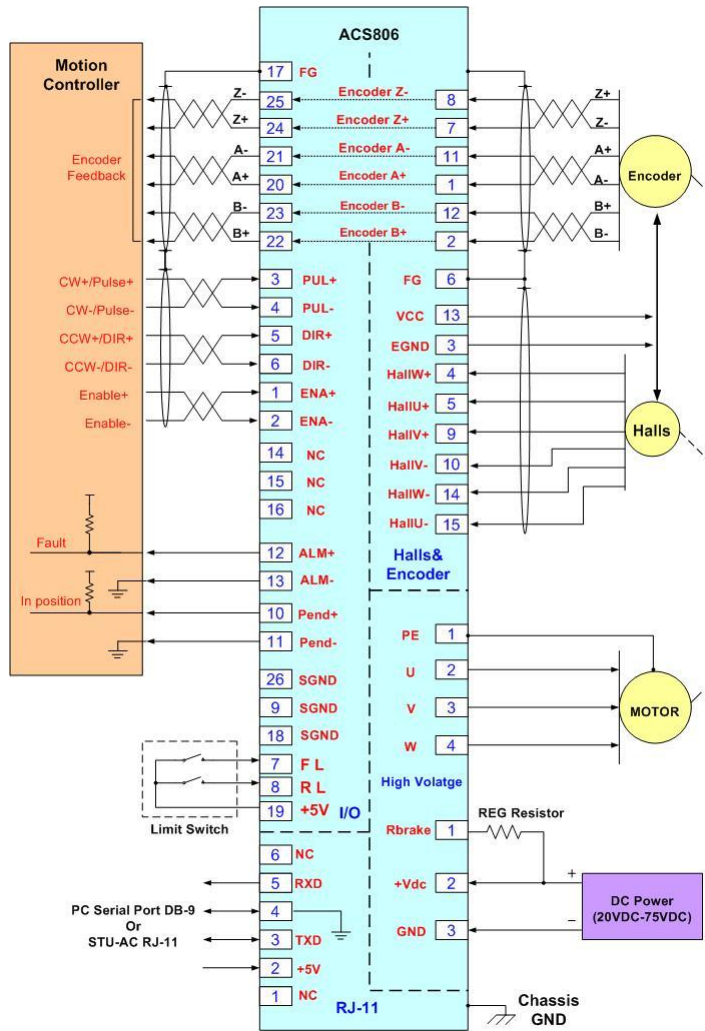 ACS806
Motion
Controller
17 FG
Z- 25 Encoder Z- 8 Z+
Z+ 24 Encoder Z+ 7 Z-
A- 21 Encoder A- 11 A+
Encoder
Feedback
A+ 20 Encoder A+ 1 A-
Encoder
B- 23 Encoder B- 12 B+
B+ 22 Encoder B+ 2 B-
CW+/Pulse+ 3 PUL+ FG 6
CW-/Pulse- 4 PUL- VCC 13
CCW+/DIR+ 5 DIR+ EGND 3
CCW-/DIR- 6 DIR- HallW+ 4
Enable+ 1 ENA+ HallU+ 5
Enable- 2 ENA- HallV+ 9
Halls
14 NC HallV- 10
15 NC HallW- 14
16 NC HallU- 15
Fault 12 ALM+ Halls&
Encoder
13 ALM-
In position 10 Pend+
11 Pend- PE 1
26 SGND U 2
9 SGND V 3
MOTOR
18 SGND W 4
7 F L
8 R L High Volatge
19 +5V I/O
Limit Switch
REG Resistor
Rbrake 1
6 NC
5 RXD +Vdc 2 +
PC Serial Port DB-9
Or
STU-AC RJ-11
4
DC Power
(20VDC-75VDC)
3 TXD GND 3 −
2 +5V
1 NC
RJ-11
Chassis
GND